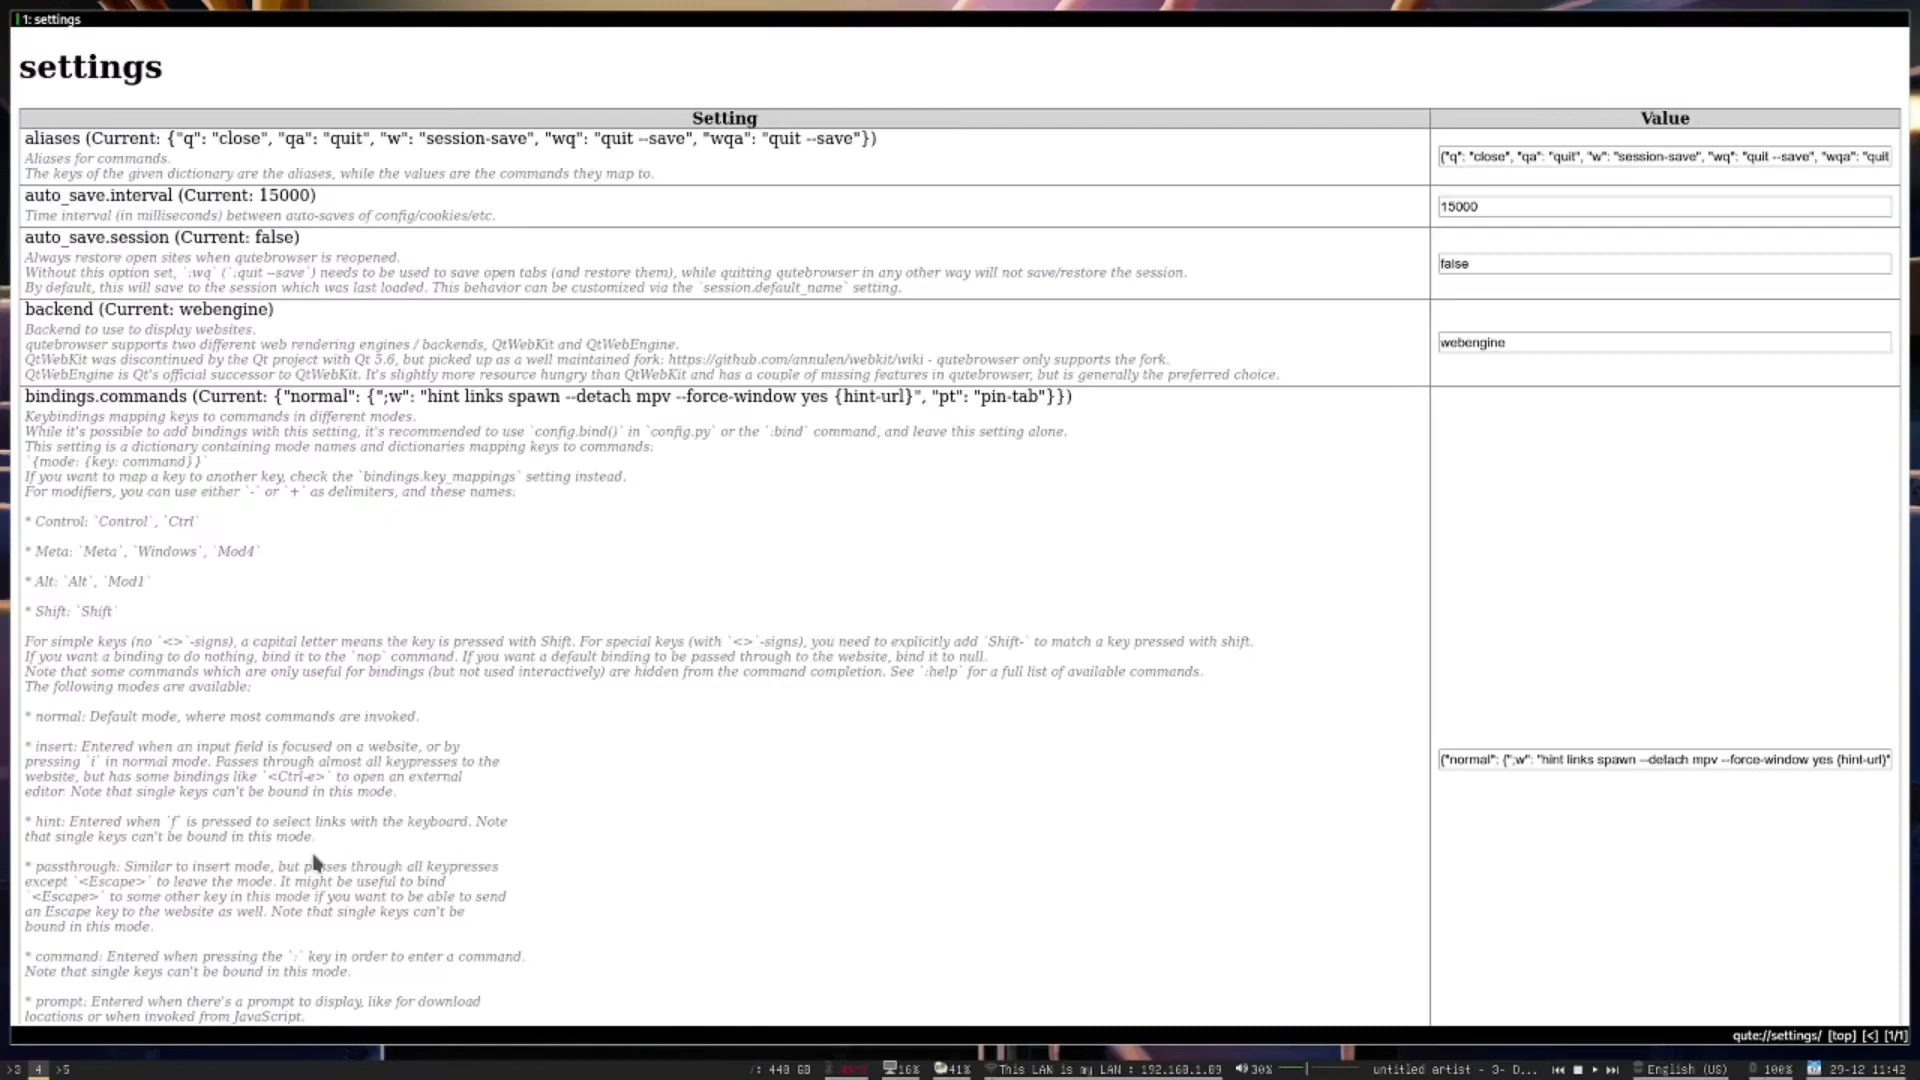 1: settings
settings
Setting
Value
aliases (Current: {"q": "close", "qa": "quit", "w": "session-save", "wq": "quit --save", "wqa": "quit --save"})
Aliases for commands.
The keys of the given dictionary are the aliases, while the values are the commands they map to.
{"q": "close", "qa": "quit", "w": "session-save", "wq": "quit --save", "wqa": "quit
auto_save.interval (Current: 15000)
Time interval (in milliseconds) between auto-saves of config/cookies/etc.
15000
auto_save.session (Current: false)
Always restore open sites when qutebrowser is reopened.
Without this option set, `:wq` (`:quit --save`) needs to be used to save open tabs (and restore them), while quitting qutebrowser in any other way will not save/restore the session.
By default, this will save to the session which was last loaded. This behavior can be customized via the `session.default_name` setting.
false
backend (Current: webengine)
Backend to use to display websites.
qutebrowser supports two different web rendering engines / backends, QtWebKit and QtWebEngine.
QtWebKit was discontinued by the Qt project with Qt 5.6, but picked up as a well maintained fork: https://github.com/annulen/webkit/wiki - qutebrowser only supports the fork.
QtWebEngine is Qt's official successor to QtWebKit. It's slightly more resource hungry than QtWebKit and has a couple of missing features in qutebrowser, but is generally the preferred choice.
webengine
bindings.commands (Current: {"normal": {";w": "hint links spawn --detach mpv --force-window yes {hint-url}", "pt": "pin-tab"}})
Keybindings mapping keys to commands in different modes.
While it's possible to add bindings with this setting, it's recommended to use `config.bind()` in `config.py` or the `:bind` command, and leave this setting alone.
This setting is a dictionary containing mode names and dictionaries mapping keys to commands:
`{mode: {key: command}}`
If you want to map a key to another key, check the `bindings.key_mappings` setting instead.
For modifiers, you can use either `-` or `+` as delimiters, and these names:
* Control: `Control`, `Ctrl`
* Meta: `Meta`, `Windows`, `Mod4`
* Alt: `Alt`, `Mod1`
* Shift: `Shift`
For simple keys (no `<>`-signs), a capital letter means the key is pressed with Shift. For special keys (with `<>`-signs), you need to explicitly add `Shift-` to match a key pressed with shift.
If you want a binding to do nothing, bind it to the `nop` command. If you want a default binding to be passed through to the website, bind it to null.
Note that some commands which are only useful for bindings (but not used interactively) are hidden from the command completion. See `:help` for a full list of available commands.
The following modes are available:
* normal: Default mode, where most commands are invoked.
* insert: Entered when an input field is focused on a website, or by
pressing `i` in normal mode. Passes through almost all keypresses to the
website, but has some bindings like `<Ctrl-e>` to open an external
editor. Note that single keys can't be bound in this mode.
* hint: Entered when `f` is pressed to select links with the keyboard. Note
that single keys can't be bound in this mode.
* passthrough: Similar to insert mode, but passes through all keypresses
except `<Escape>` to leave the mode. It might be useful to bind
`<Escape>` to some other key in this mode if you want to be able to send
an Escape key to the website as well. Note that single keys can't be
bound in this mode.
* command: Entered when pressing the `:` key in order to enter a command.
Note that single keys can't be bound in this mode.
* prompt: Entered when there's a prompt to display, like for download
locations or when invoked from JavaScript.
{"normal": {";w": "hint links spawn --detach mpv --force-window yes {hint-url}"
qute://settings/ [top] [<] [1/1]
>3 4 >5 /: 440 GB 16% 41% This LAN is my LAN : 192.168.1.69 30% untitled artist - 3- D... English (US) 100% 29-12 11:42